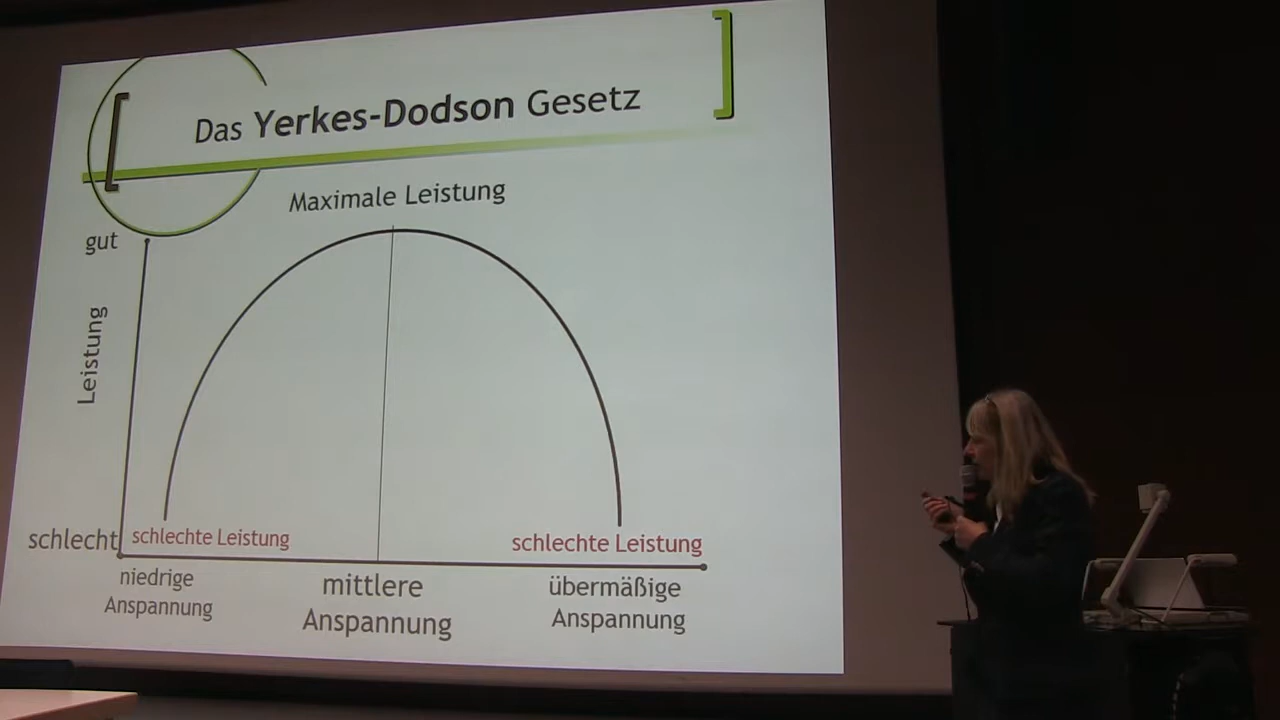 Das Yerkes-Dodson Gesetz
Maximale Leistung
gut
Leistung
schlecht
schlechte Leistung
schlechte Leistung
niedrige
Anspannung
mittlere
Anspannung
übermäßige
Anspannung